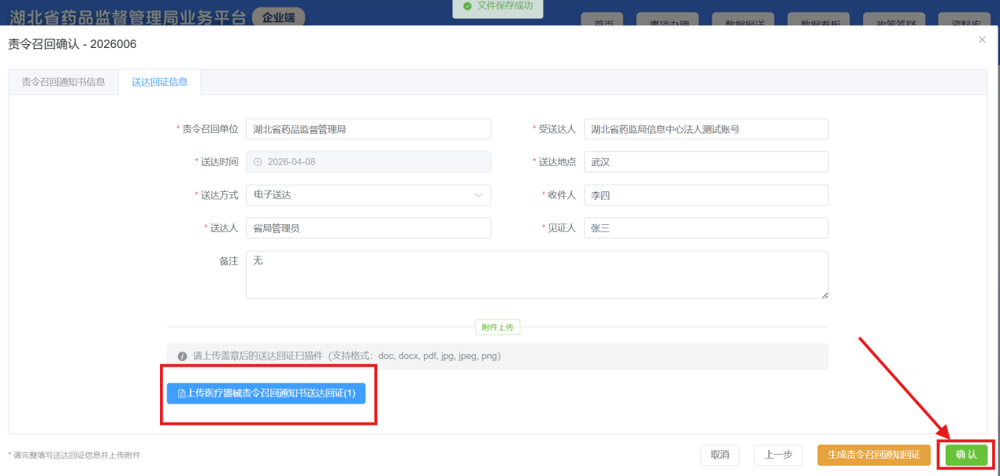 湖北省药品监督管理局业务平台 企业端
文件保存成功
首页 事项办理 数据报送 数据看板 政策答疑 资料库
责令召回确认 - 2026006
责令召回通知书信息 送达回证信息
* 责令召回单位 湖北省药品监督管理局 * 受送达人 湖北省药监局信息中心法人测试账号
* 送达时间 2026-04-08 * 送达地点 武汉
* 送达方式 电子送达 * 收件人 李四
* 送达人 省局管理员 * 见证人 张三
备注 无
附件上传
请上传盖章后的送达回证扫描件（支持格式：doc, docx, pdf, jpg, jpeg, png）
上传医疗器械责令召回通知书送达回证(1)
* 请完整填写送达回证信息并上传附件 取消 上一步 生成责令召回通知回证 确认